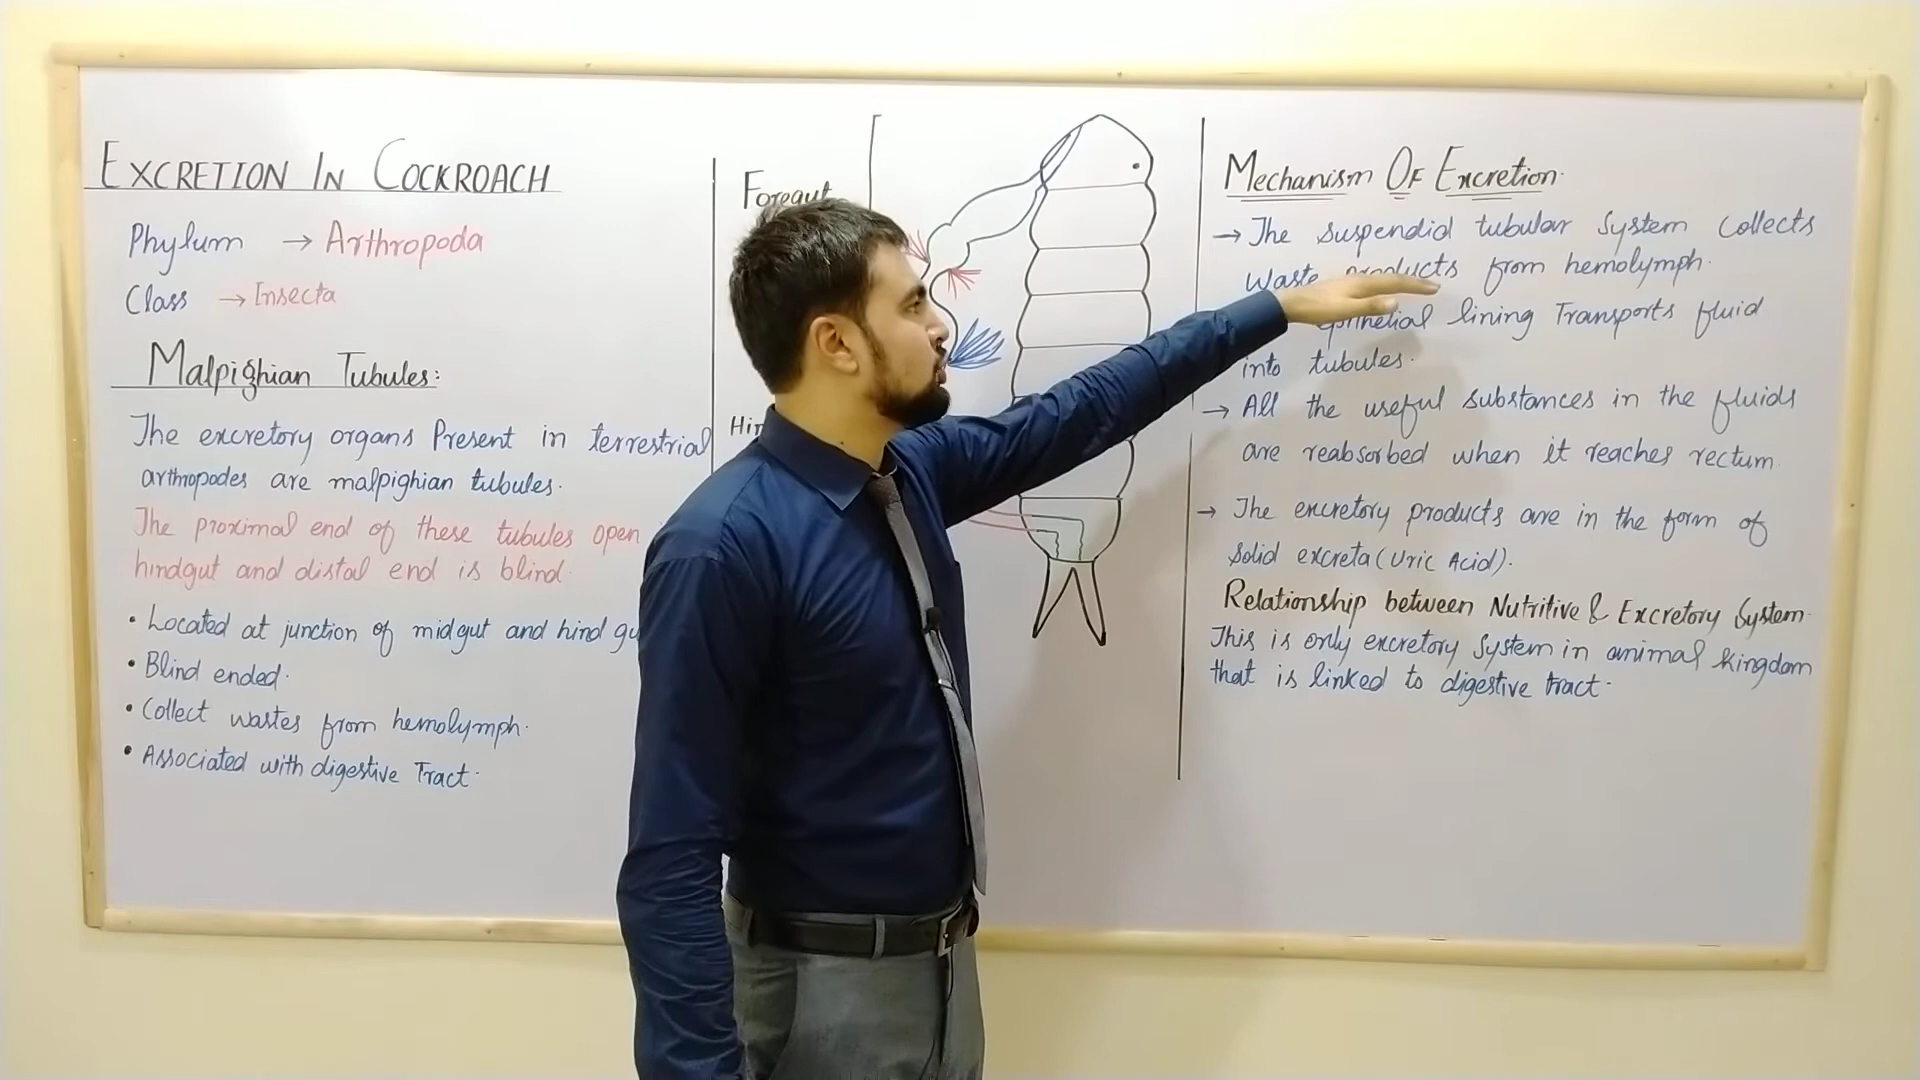 EXCRETION IN COCKROACH
Phylum → Arthropoda
Class → Insecta
Malpighian Tubules:
The excretory organs Present in terrestrial
arthropodes are malpighian tubules.
The proximal end of these tubules open
hindgut and distal end is blind.
• Located at junction of midgut and hind
• Blind ended.
• Collect wastes from hemolymph.
• Associated with digestive Tract.
Foregut
Mechanism OF Excretion.
→ The suspendid tubular system collects
waste products from hemolymph.
epithelial lining Transports fluid
into tubules.
→ All the useful substances in the fluids
are reabsorbed when it reaches rectum.
→ The excretory products are in the form of
solid excreta (Uric Acid).
Relationship between Nutritive & Excretory System.
This is only excretory system in animal kingdom
that is linked to digestive tract.